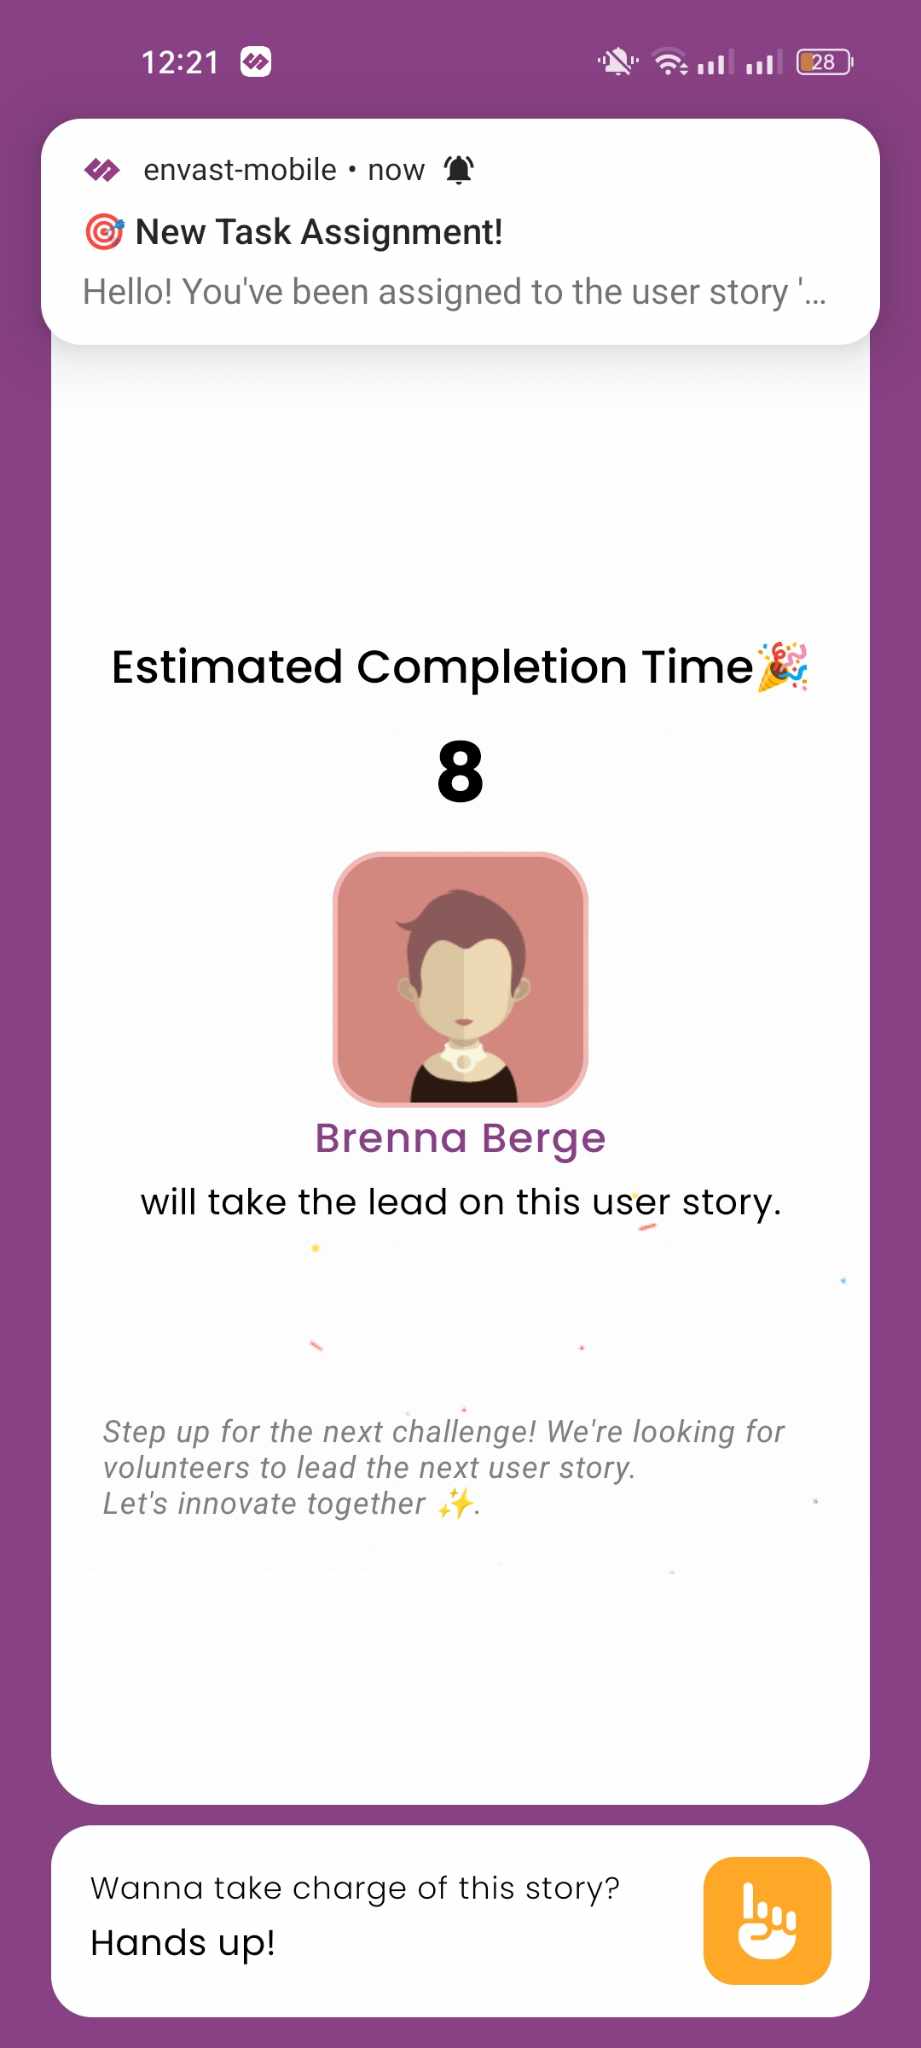 12:21
28
envast-mobile • now
🎯 New Task Assignment!
Hello! You've been assigned to the user story '...
Estimated Completion Time🎉
8
Brenna Berge
will take the lead on this user story.
Step up for the next challenge! We're looking for
volunteers to lead the next user story.
Let's innovate together ✨.
Wanna take charge of this story?
Hands up!